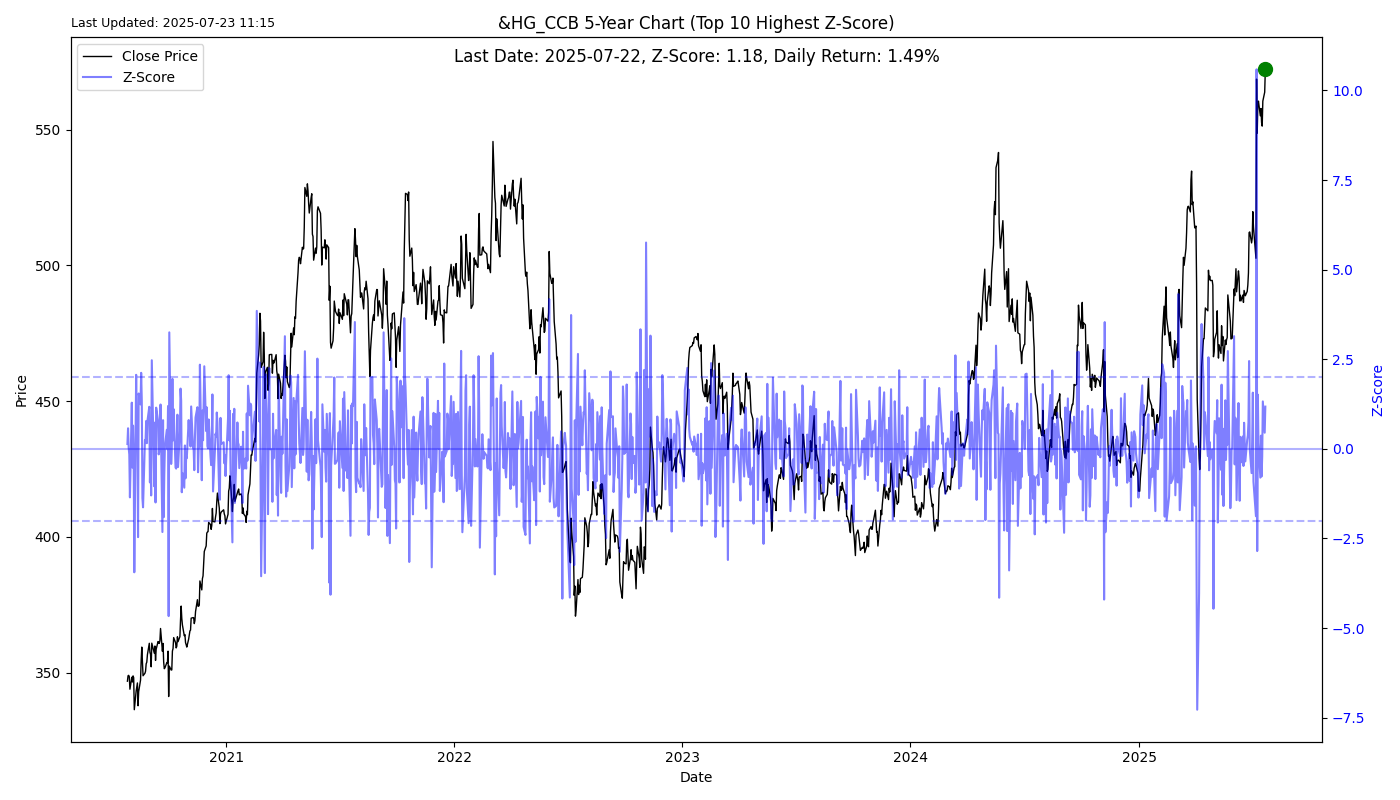 Last Updated: 2025-07-23 11:15
&HG_CCB 5-Year Chart (Top 10 Highest Z-Score)
Last Date: 2025-07-22, Z-Score: 1.18, Daily Return: 1.49%
Close Price
Z-Score
550
500
450
400
350
Price
10.0
7.5
5.0
2.5
0.0
−2.5
−5.0
−7.5
Z-Score
2021
2022
2023
2024
2025
Date